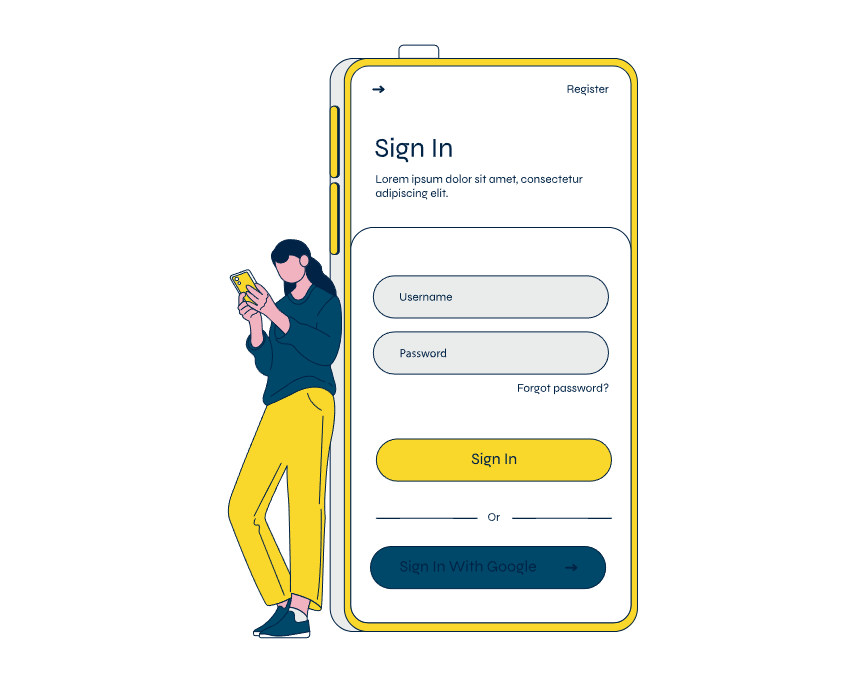 Register
Sign In
Lorem ipsum dolor sit amet, consectetur
adipiscing elit.
Username
Password
Forgot password?
Sign In
Or
Sign In With Google